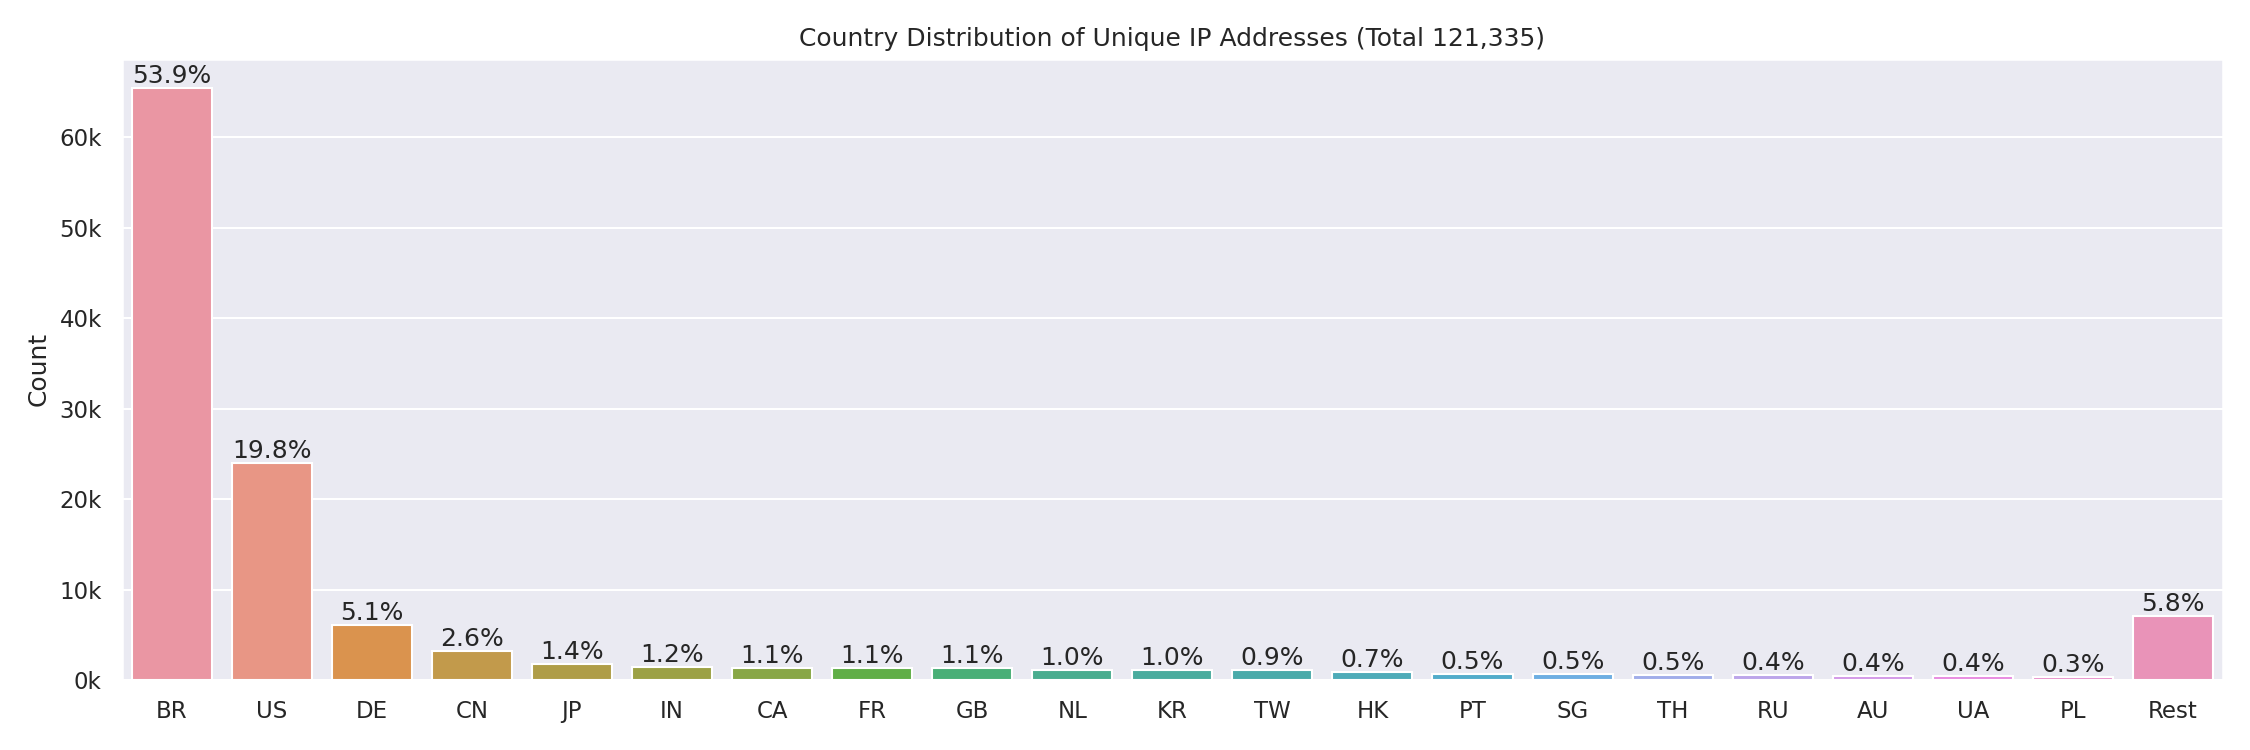 Country Distribution of Unique IP Addresses (Total 121,335)
53.9%
60k
50k
40k
Count
30k
19.8%
20k
10k
5.1%
2.6%
1.4%
1.2%
1.1%
1.1%
1.1%
1.0%
1.0%
0.9%
0.7%
0.5%
0.5%
0.5%
0.4%
0.4%
0.4%
0.3%
5.8%
0k
BR US DE CN JP IN CA FR GB NL KR TW HK PT SG TH RU AU UA PL Rest